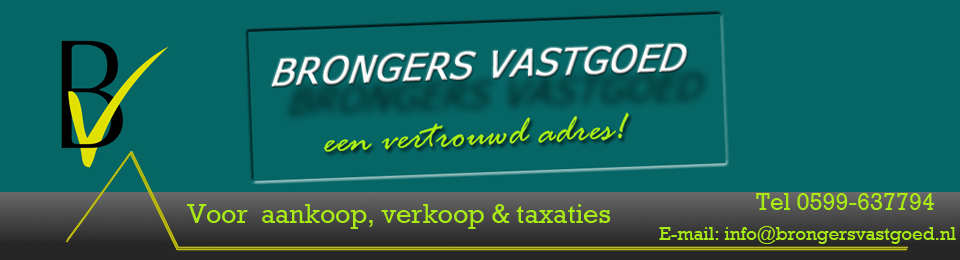 BV
BRONGERS VASTGOED
een vertrouwd adres!
Voor aankoop, verkoop & taxaties
Tel 0599-637794
E-mail: info@brongersvastgoed.nl